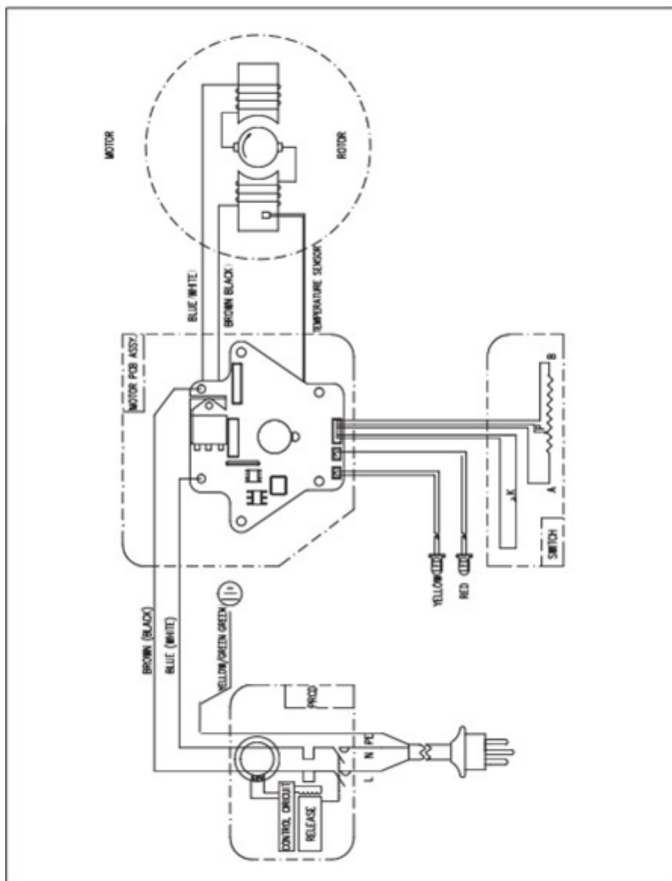 MOTOR
ROTOR
BLUE(WHITE)
BROWN BLACK)
TEMPERATURE SENSOR
MOTOR PCB ASSY.
B
P
A
K
SWITCH
YELLOW
RED
BROWN (BLACK)
BLUE (WHITE)
YELLOW/GREEN GREEN
PRCD
PE
N
L
CONTROL CIRCUIT
RELEASE